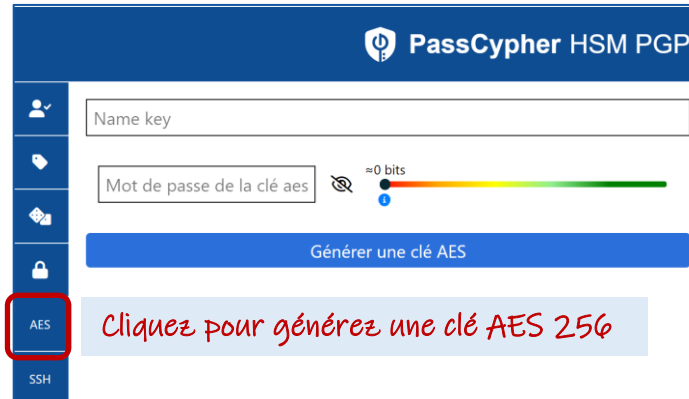 PassCypher HSM PGP
Name key
Mot de passe de la clé aes
≈0 bits
i
Générer une clé AES
AES
Cliquez pour générez une clé AES 256
SSH